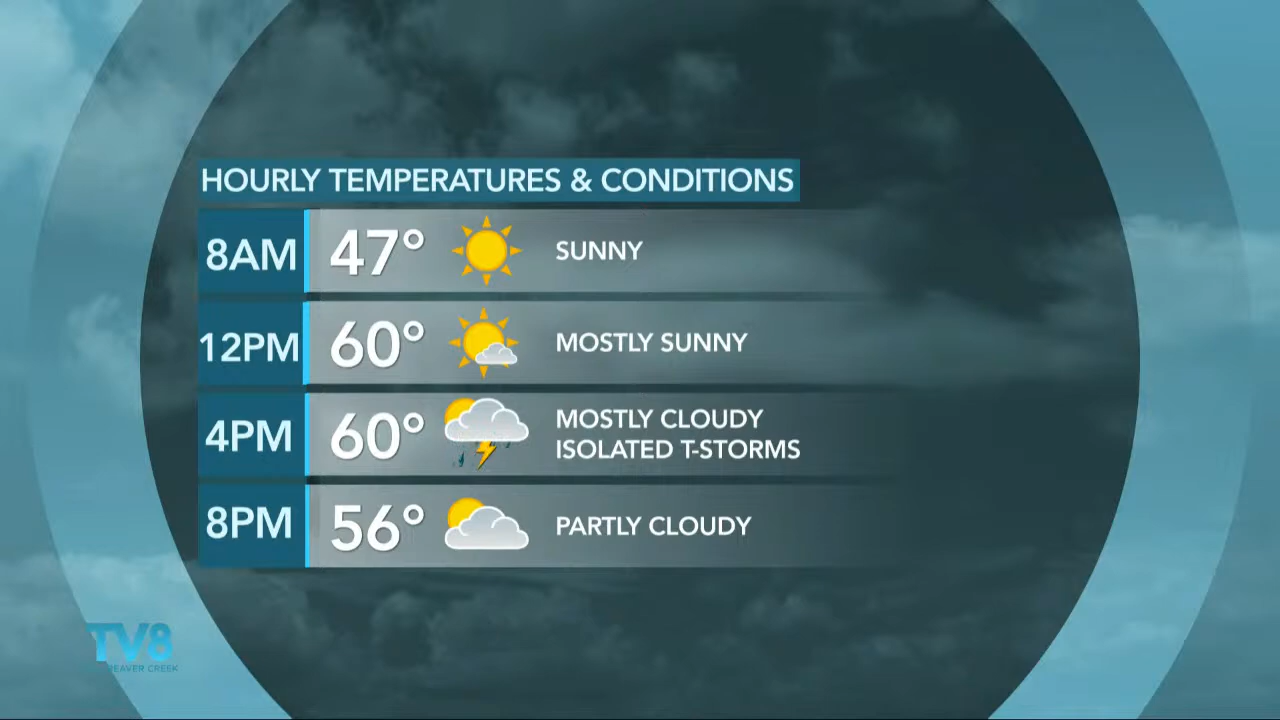 HOURLY TEMPERATURES & CONDITIONS
8AM 47° SUNNY
12PM 60° MOSTLY SUNNY
4PM 60° MOSTLY CLOUDY
ISOLATED T-STORMS
8PM 56° PARTLY CLOUDY
TV8
BEAVER CREEK